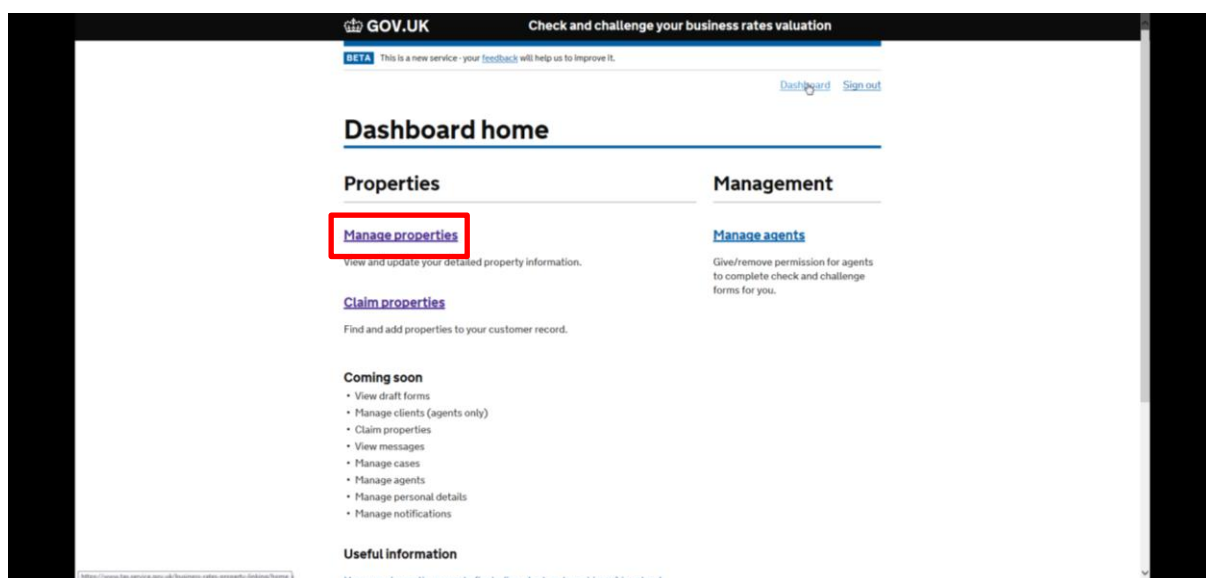 GOV.UK Check and challenge your business rates valuation
BETA This is a new service - your feedback will help us to improve it.
Dashboard Sign out
Dashboard home
Properties
Management
Manage properties
View and update your detailed property information.
Claim properties
Find and add properties to your customer record.
Manage agents
Give/remove permission for agents
to complete check and challenge
forms for you.
Coming soon
• View draft forms
• Manage clients (agents only)
• Claim properties
• View messages
• Manage cases
• Manage agents
• Manage personal details
• Manage notifications
Useful information